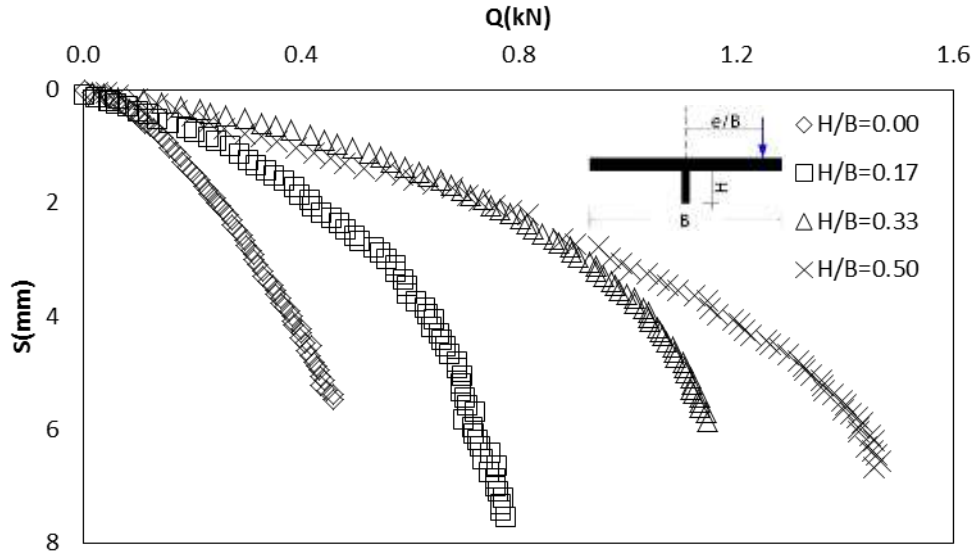 Q(kN)
0.0 0.4 0.8 1.2 1.6
0
2
4
6
8
S(mm)
e/B
H
B
H/B=0.00
H/B=0.17
H/B=0.33
H/B=0.50